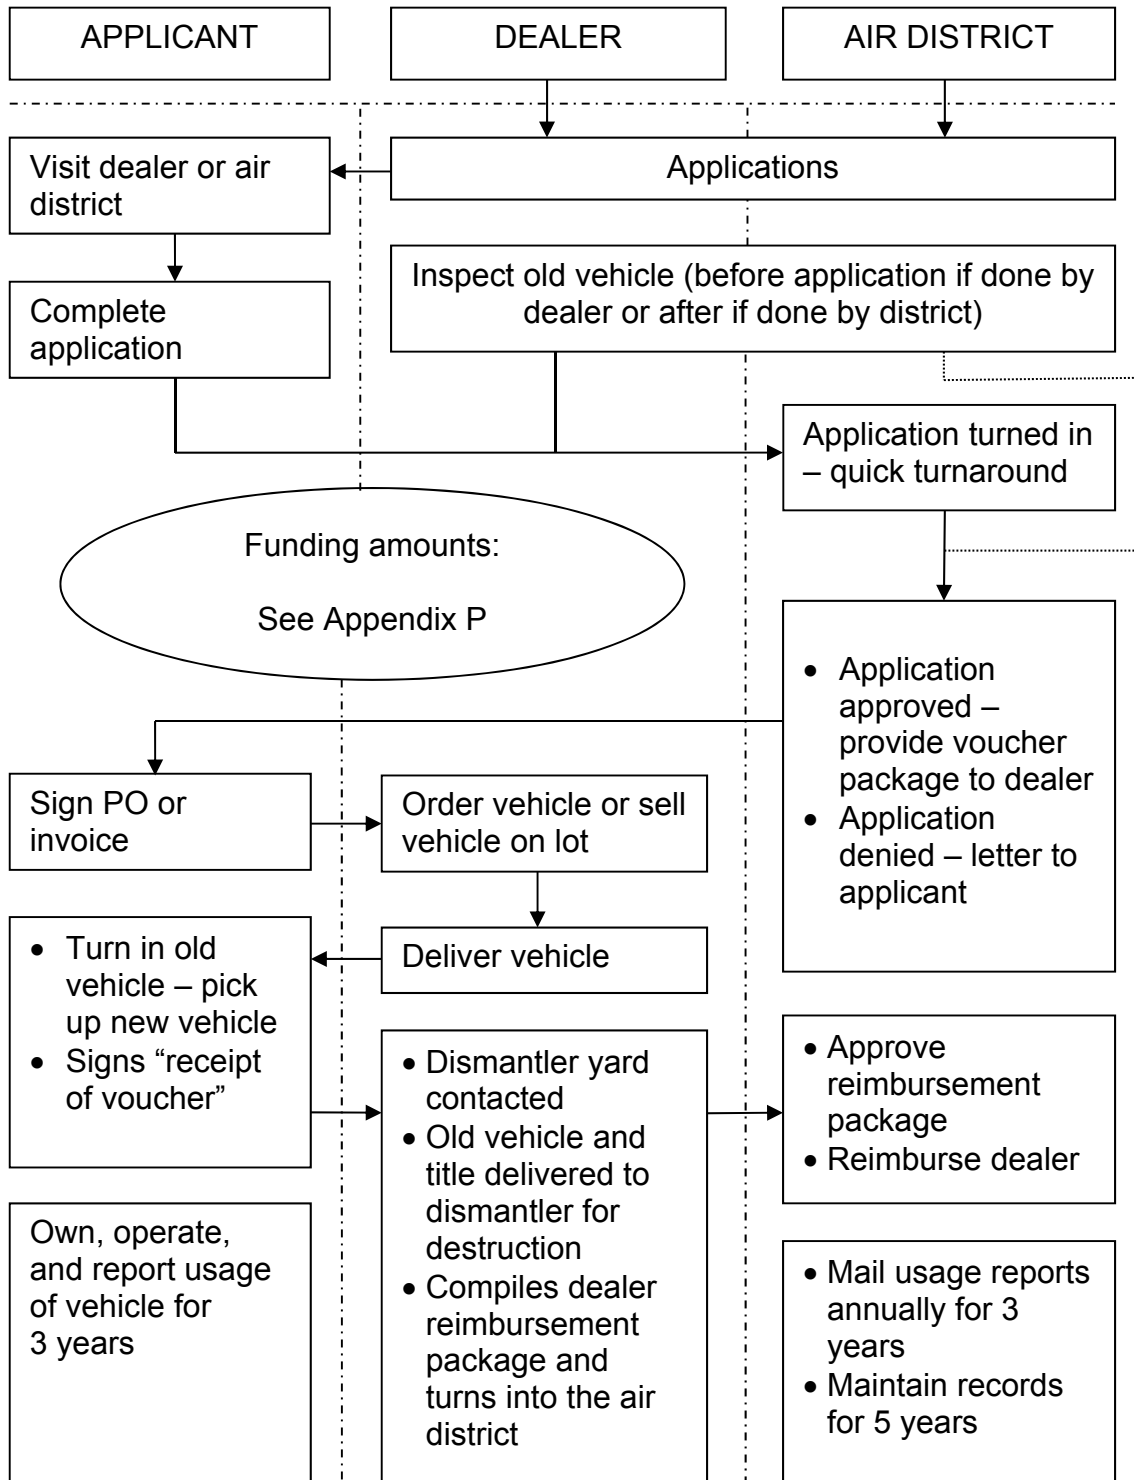 APPLICANT
DEALER
AIR DISTRICT
Visit dealer or air
district
Applications
Complete
application
Inspect old vehicle (before application if done by
dealer or after if done by district)
Application turned in
– quick turnaround
Funding amounts:
See Appendix P
• Application
approved –
provide voucher
package to dealer
• Application
denied – letter to
applicant
Sign PO or
invoice
Order vehicle or sell
vehicle on lot
Deliver vehicle
• Turn in old
vehicle – pick
up new vehicle
• Signs “receipt
of voucher”
• Dismantler yard
contacted
• Old vehicle and
title delivered to
dismantler for
destruction
• Compiles dealer
reimbursement
package and
turns into the air
district
• Approve
reimbursement
package
• Reimburse dealer
Own, operate,
and report usage
of vehicle for
3 years
• Mail usage reports
annually for 3
years
• Maintain records
for 5 years